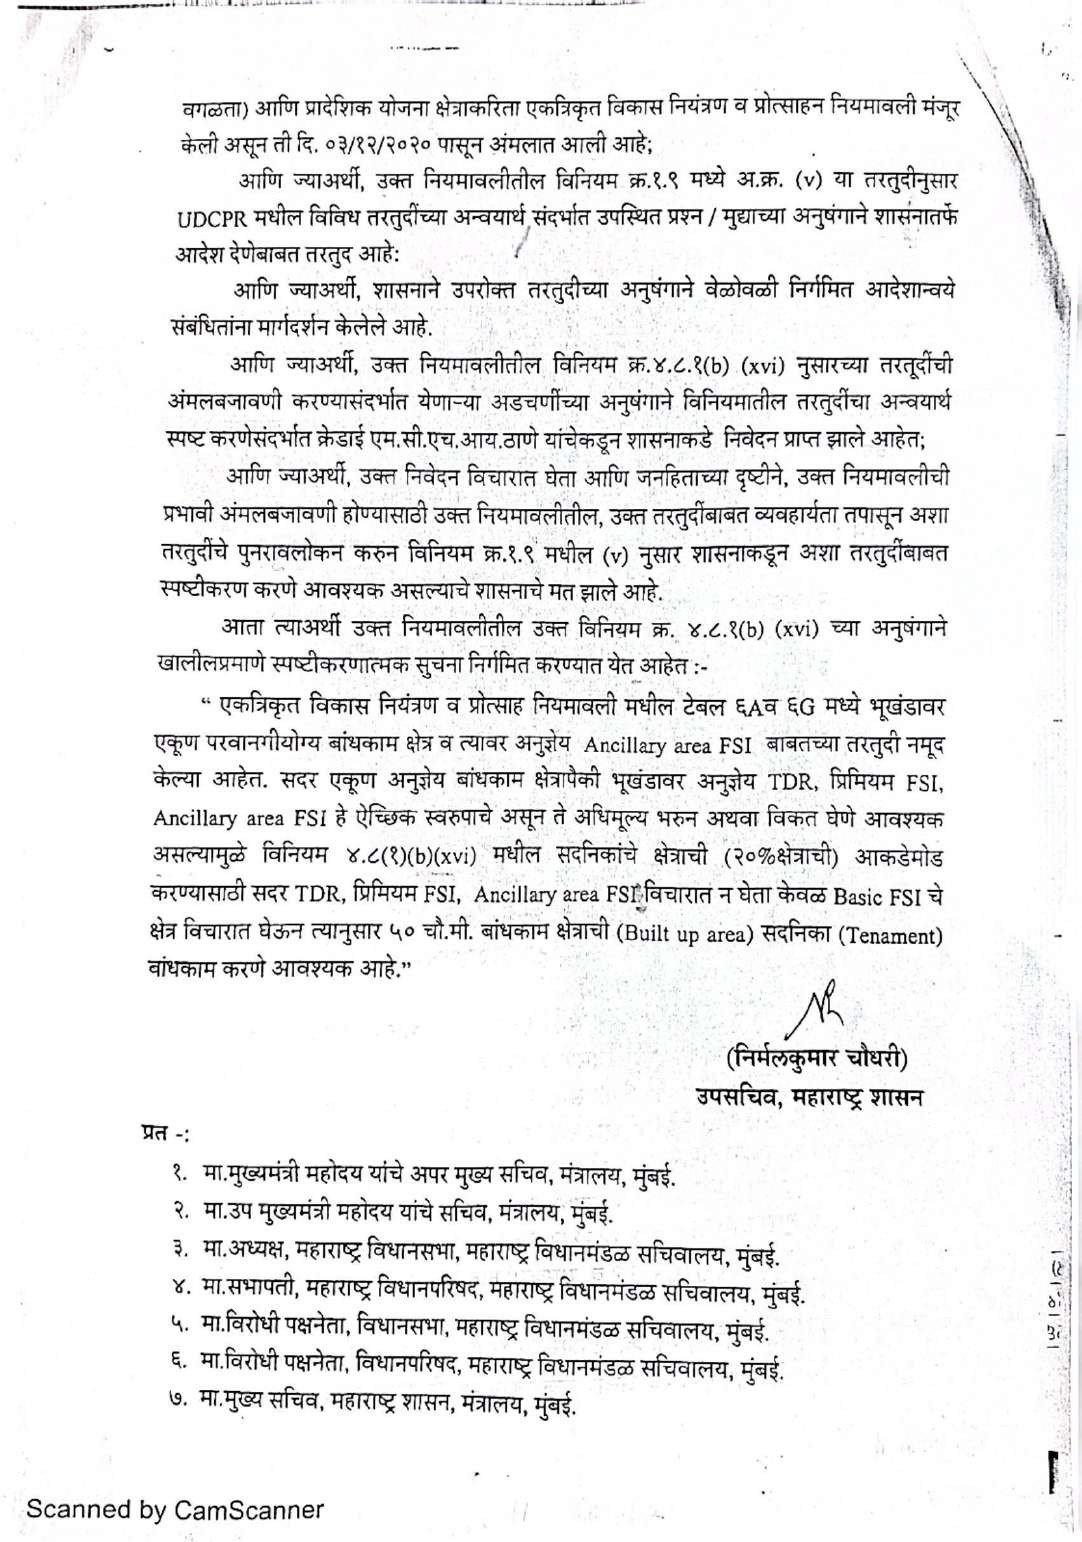 वगळता) आणि प्रादेशिक योजना क्षेत्राकरिता एकत्रिकृत विकास नियंत्रण व प्रोत्साहन नियमावली मंजूर
केली असून ती दि. ०३/१२/२०२० पासून अंमलात आली आहे;
आणि ज्याअर्थी, उक्त नियमावलीतील विनियम क्र.१.९ मध्ये अ.क्र. (v) या तरतुदीनुसार
UDCPR मधील विविध तरतुदींच्या अन्वयार्थ संदर्भात उपस्थित प्रश्न / मुद्याच्या अनुषंगाने शासनातर्फे
आदेश देणेबाबत तरतुद आहे:
आणि ज्याअर्थी, शासनाने उपरोक्त तरतुदीच्या अनुषंगाने वेळोवळी निर्गमित आदेशान्वये
संबंधितांना मार्गदर्शन केलेले आहे.
आणि ज्याअर्थी, उक्त नियमावलीतील विनियम क्र.४.८.१(b) (xvi) नुसारच्या तरतूदींची
अंमलबजावणी करण्यासंदर्भात येणाऱ्या अडचणींच्या अनुषंगाने विनियमातील तरतुदींचा अन्वयार्थ
स्पष्ट करणेसंदर्भात क्रेडाई एम.सी.एच.आय.ठाणे यांचेकडून शासनाकडे निवेदन प्राप्त झाले आहेत;
आणि ज्याअर्थी, उक्त निवेदन विचारात घेता आणि जनहिताच्या दृष्टीने, उक्त नियमावलीची
प्रभावी अंमलबजावणी होण्यासाठी उक्त नियमावलीतील, उक्त तरतुदींबाबत व्यवहार्यता तपासून अशा
तरतुदींचे पुनरावलोकन करुन विनियम क्र.१.९ मधील (v) नुसार शासनाकडून अशा तरतुदींबाबत
स्पष्टीकरण करणे आवश्यक असल्याचे शासनाचे मत झाले आहे.
आता त्याअर्थी उक्त नियमावलीतील उक्त विनियम क्र. ४.८.१(b) (xvi) च्या अनुषंगाने
खालीलप्रमाणे स्पष्टीकरणात्मक सुचना निर्गमित करण्यात येत आहेत :-
“ एकत्रिकृत विकास नियंत्रण व प्रोत्साह नियमावली मधील टेबल ६Aव ६G मध्ये भूखंडावर
एकूण परवानगीयोग्य बांधकाम क्षेत्र व त्यावर अनुज्ञेय Ancillary area FSI बाबतच्या तरतुदी नमूद
केल्या आहेत. सदर एकूण अनुज्ञेय बांधकाम क्षेत्रापैकी भूखंडावर अनुज्ञेय TDR, प्रिमियम FSI,
Ancillary area FSI हे ऐच्छिक स्वरुपाचे असून ते अधिमूल्य भरुन अथवा विकत घेणे आवश्यक
असल्यामुळे विनियम ४.८(१)(b)(xvi) मधील सदनिकांचे क्षेत्राची (२०%क्षेत्राची) आकडेमोड
करण्यासाठी सदर TDR, प्रिमियम FSI, Ancillary area FSI विचारात न घेता केवळ Basic FSI चे
क्षेत्र विचारात घेऊन त्यानुसार ५० चौ.मी. बांधकाम क्षेत्राची (Built up area) सदनिका (Tenament)
बांधकाम करणे आवश्यक आहे.”
(निर्मलकुमार चौधरी)
उपसचिव, महाराष्ट्र शासन
प्रत -:
१. मा.मुख्यमंत्री महोदय यांचे अपर मुख्य सचिव, मंत्रालय, मुंबई.
२. मा.उप मुख्यमंत्री महोदय यांचे सचिव, मंत्रालय, मुंबई.
३. मा.अध्यक्ष, महाराष्ट्र विधानसभा, महाराष्ट्र विधानमंडळ सचिवालय, मुंबई.
४. मा.सभापती, महाराष्ट्र विधानपरिषद, महाराष्ट्र विधानमंडळ सचिवालय, मुंबई.
५. मा.विरोधी पक्षनेता, विधानसभा, महाराष्ट्र विधानमंडळ सचिवालय, मुंबई.
६. मा.विरोधी पक्षनेता, विधानपरिषद, महाराष्ट्र विधानमंडळ सचिवालय, मुंबई.
७. मा.मुख्य सचिव, महाराष्ट्र शासन, मंत्रालय, मुंबई.
Scanned by CamScanner